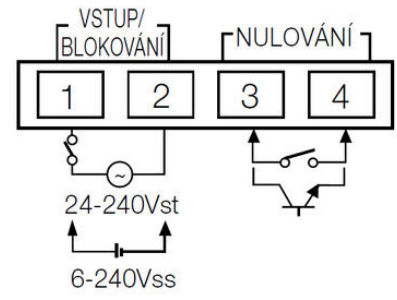 VSTUP/
BLOKOVÁNÍ
NULOVÁNÍ
1 2 3 4
~
24-240Vst
6-240Vss